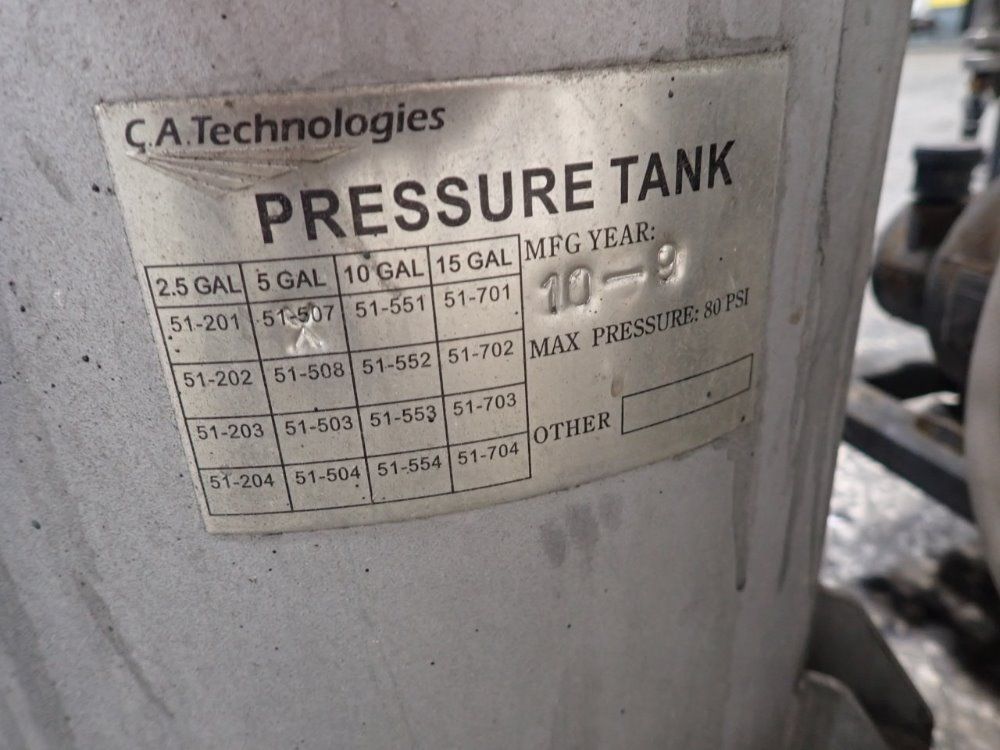 C.A.Technologies
PRESSURE TANK
2.5 GAL 5 GAL 10 GAL 15 GAL
51-201 51-507 51-551 51-701
51-202 51-508 51-552 51-702
51-203 51-503 51-553 51-703
51-204 51-504 51-554 51-704
MFG YEAR:
10-9
MAX PRESSURE: 80 PSI
OTHER